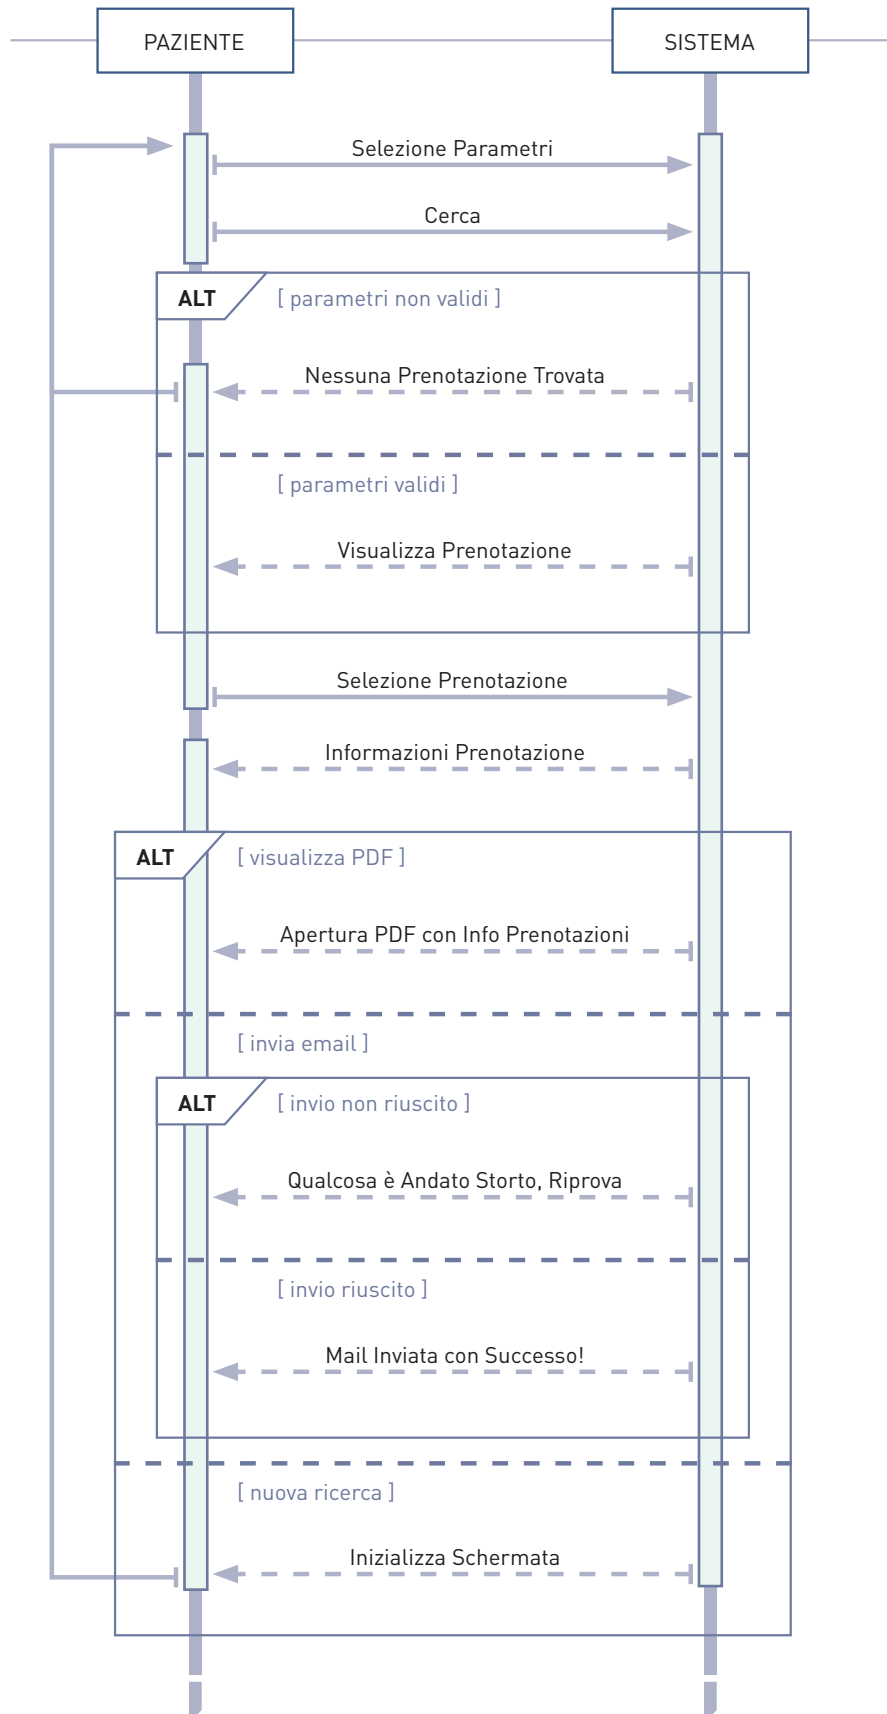 PAZIENTE
SISTEMA
Selezione Parametri
Cerca
ALT
[ parametri non validi ]
Nessuna Prenotazione Trovata
[ parametri validi ]
Visualizza Prenotazione
Selezione Prenotazione
Informazioni Prenotazione
ALT
[ visualizza PDF ]
Apertura PDF con Info Prenotazioni
[ invia email ]
ALT
[ invio non riuscito ]
Qualcosa è Andato Storto, Riprova
[ invio riuscito ]
Mail Inviata con Successo!
[ nuova ricerca ]
Inizializza Schermata